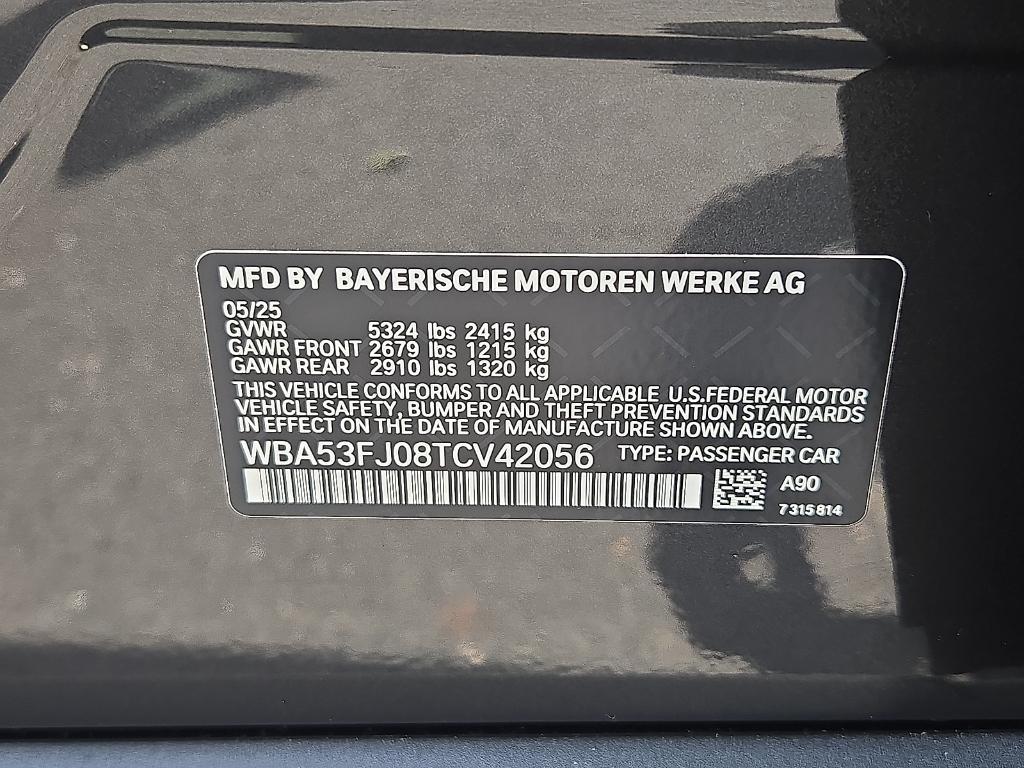 MFD BY BAYERISCHE MOTOREN WERKE AG
05/25
GVWR 5324 lbs 2415 kg
GAWR FRONT 2679 lbs 1215 kg
GAWR REAR 2910 lbs 1320 kg
THIS VEHICLE CONFORMS TO ALL APPLICABLE U.S.FEDERAL MOTOR
VEHICLE SAFETY, BUMPER AND THEFT PREVENTION STANDARDS
IN EFFECT ON THE DATE OF MANUFACTURE SHOWN ABOVE.
WBA53FJ08TCV42056 TYPE: PASSENGER CAR
A90
7315814